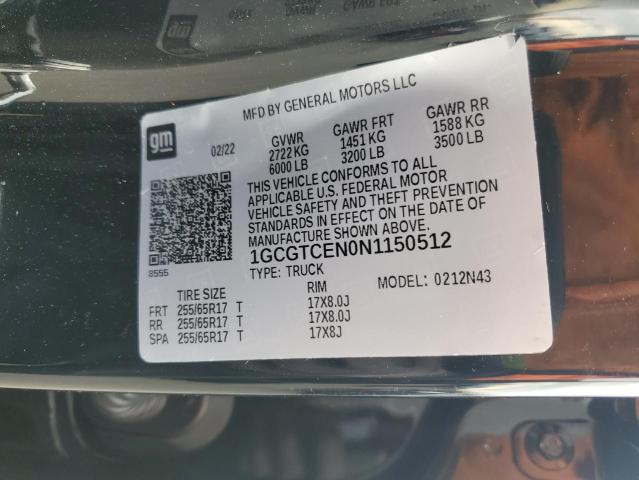 MFD BY GENERAL MOTORS LLC
gm
02/22
GVWR GAWR FRT GAWR RR
2722 KG 1451 KG 1588 KG
6000 LB 3200 LB 3500 LB
THIS VEHICLE CONFORMS TO ALL
APPLICABLE U.S. FEDERAL MOTOR
VEHICLE SAFETY AND THEFT PREVENTION
STANDARDS IN EFFECT ON THE DATE OF
MANUFACTURE SHOWN ABOVE.
8555
1GCGTCEN0N1150512
TYPE: TRUCK MODEL: 0212N43
TIRE SIZE RIM
FRT 255/65R17 T 17X8.0J
RR 255/65R17 T 17X8.0J
SPA 255/65R17 T 17X8J